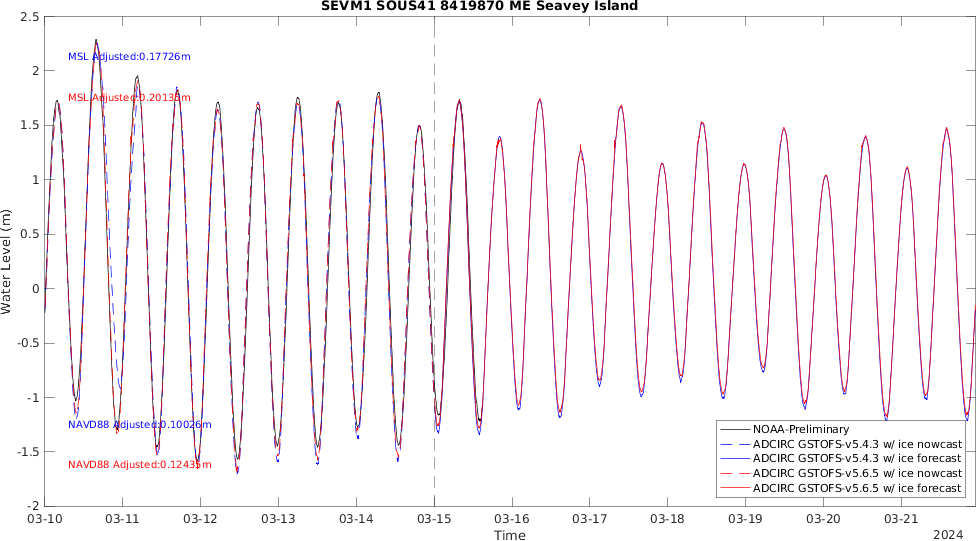 SEVM1 SOUS41 8419870 ME Seavey Island
2.5
2
1.5
1
0.5
0
-0.5
-1
-1.5
-2
Water Level (m)
MSL Adjusted:0.17726m
MSL Adjusted:0.20135m
NAVD88 Adjusted:0.10026m
NAVD88 Adjusted:0.12435m
NOAA-Preliminary
ADCIRC GSTOFS-v5.4.3 w/ ice nowcast
ADCIRC GSTOFS-v5.4.3 w/ ice forecast
ADCIRC GSTOFS-v5.6.5 w/ ice nowcast
ADCIRC GSTOFS-v5.6.5 w/ ice forecast
03-10 03-11 03-12 03-13 03-14 03-15 03-16 03-17 03-18 03-19 03-20 03-21
Time
2024